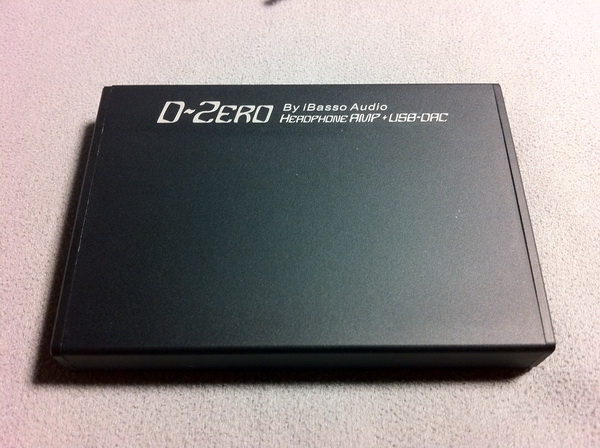 D~ZERO By iBasso Audio
HEADPHONE AMP + USB-DAC